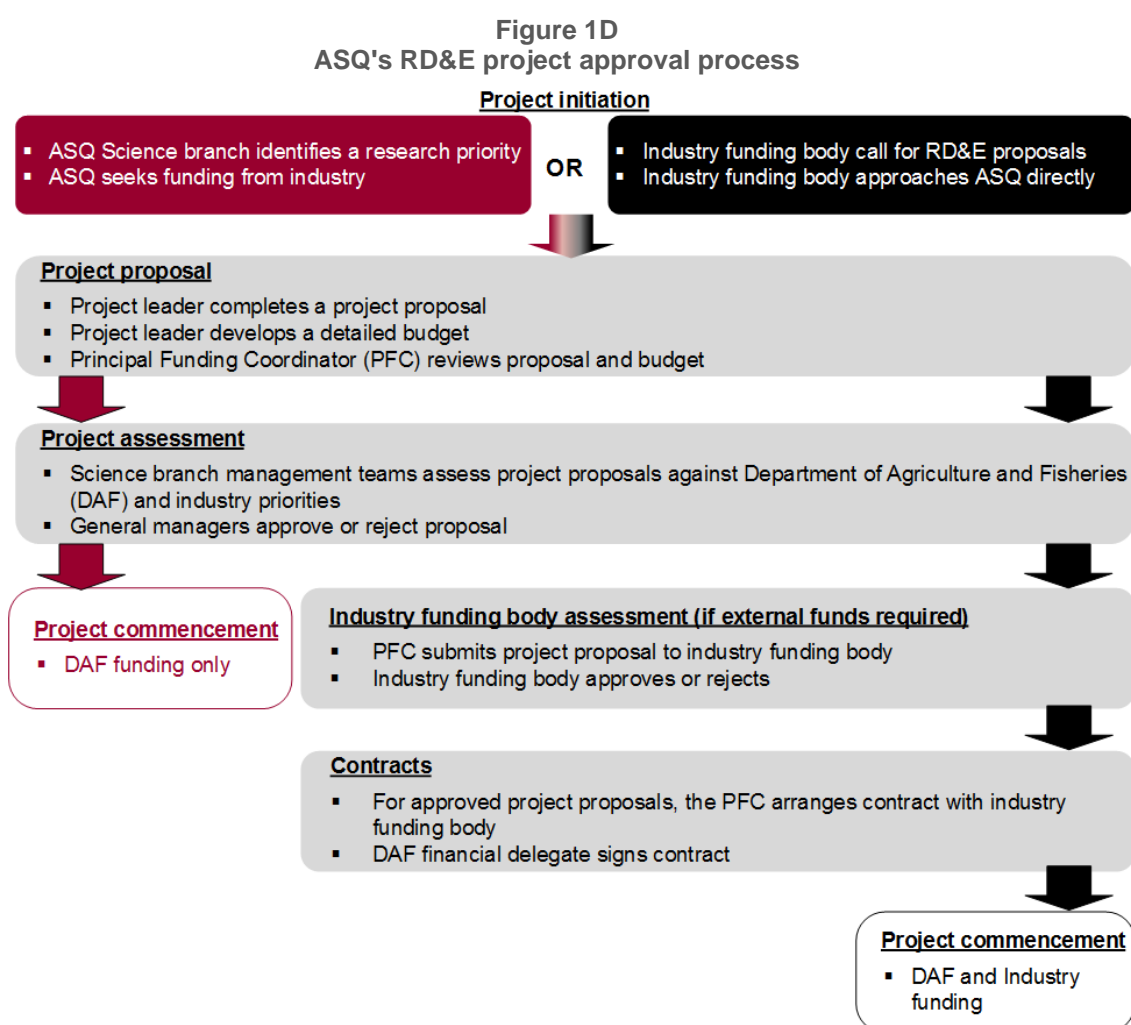 Figure 1D
ASQ's RD&E project approval process
Project initiation
▪ ASQ Science branch identifies a research priority
▪ ASQ seeks funding from industry
OR
▪ Industry funding body call for RD&E proposals
▪ Industry funding body approaches ASQ directly
Project proposal
▪ Project leader completes a project proposal
▪ Project leader develops a detailed budget
▪ Principal Funding Coordinator (PFC) reviews proposal and budget
Project assessment
▪ Science branch management teams assess project proposals against Department of Agriculture and Fisheries
(DAF) and industry priorities
▪ General managers approve or reject proposal
Project commencement
▪ DAF funding only
Industry funding body assessment (if external funds required)
▪ PFC submits project proposal to industry funding body
▪ Industry funding body approves or rejects
Contracts
▪ For approved project proposals, the PFC arranges contract with industry
funding body
▪ DAF financial delegate signs contract
Project commencement
▪ DAF and Industry
funding